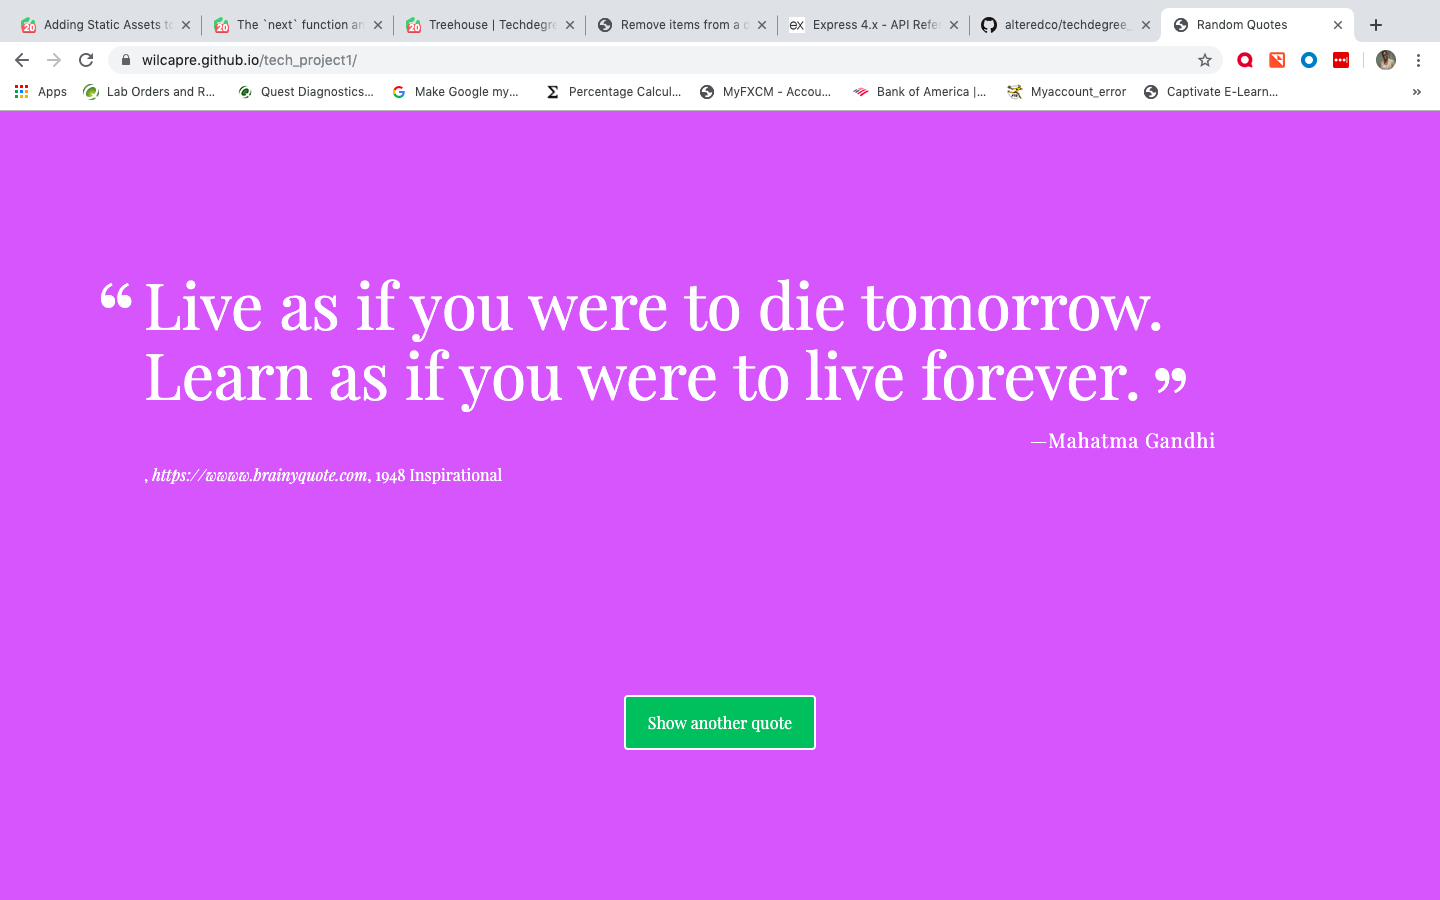 Adding Static Assets to
The `next` function an
Treehouse | Techdegre
Remove items from a c
Express 4.x - API Refer
alteredco/techdegree_
Random Quotes
wilcapre.github.io/tech_project1/
Apps
Lab Orders and R...
Quest Diagnostics...
Make Google my...
Percentage Calcul...
MyFXCM - Accou...
Bank of America |...
Myaccount_error
Captivate E-Learn...
»
“ Live as if you were to die tomorrow.
Learn as if you were to live forever. ”
—Mahatma Gandhi
, https://wwww.brainyquote.com, 1948 Inspirational
Show another quote